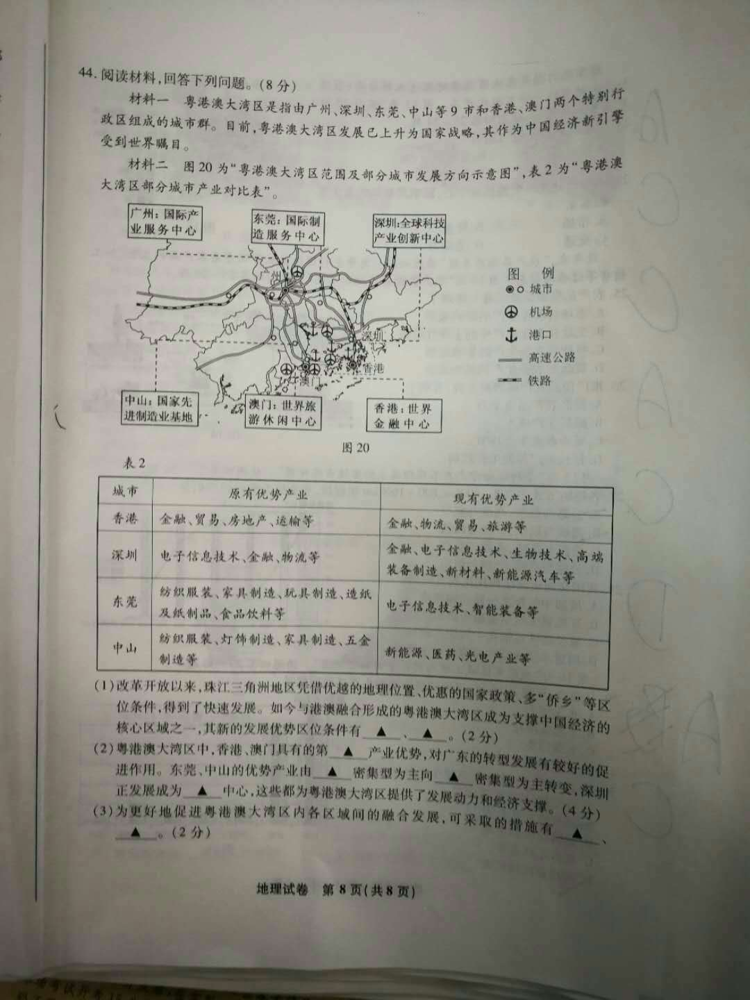 44. 阅读材料,回答下列问题。(8分)
材料一 粤港澳大湾区是指由广州、深圳、东莞、中山等9市和香港、澳门两个特别行
政区组成的城市群。目前,粤港澳大湾区发展已上升为国家战略,其作为中国经济新引擎
受到世界瞩目。
材料二 图20为“粤港澳大湾区范围及部分城市发展方向示意图”,表2为“粤港澳
大湾区部分城市产业对比表”。
广州：国际产
业服务中心
东莞：国际制
造服务中心
深圳:全球科技
产业创新中心
广州
深圳
香港
澳门
图 例
城市
机场
港口
高速公路
铁路
中山：国家先
进制造业基地
澳门：世界旅
游休闲中心
香港：世界
金融中心
图20
表2
城市 原有优势产业 现有优势产业
香港 金融、贸易、房地产、运输等 金融、物流、贸易、旅游等
深圳 电子信息技术、金融、物流等 金融、电子信息技术、生物技术、高端
装备制造、新材料、新能源汽车等
东莞 纺织服装、家具制造、玩具制造、造纸
及纸制品、食品饮料等 电子信息技术、智能装备等
中山 纺织服装、灯饰制造、家具制造、五金
制造等 新能源、医药、光电产业等
(1)改革开放以来,珠江三角洲地区凭借优越的地理位置、优惠的国家政策、多“侨乡”等区
位条件,得到了快速发展。如今与港澳融合形成的粤港澳大湾区成为支撑中国经济的
核心区域之一,其新的发展优势区位条件有 ▲ 、 ▲ 。(2分)
(2)粤港澳大湾区中,香港、澳门具有的第 ▲ 产业优势,对广东的转型发展有较好的促
进作用。东莞、中山的优势产业由 ▲ 密集型为主向 ▲ 密集型为主转变,深圳
正发展成为 ▲ 中心,这些都为粤港澳大湾区提供了发展动力和经济支撑。(4分)
(3)为更好地促进粤港澳大湾区内各区域间的融合发展,可采取的措施有 ▲ 、
▲ 。(2分)
地理试卷 第8页(共8页)